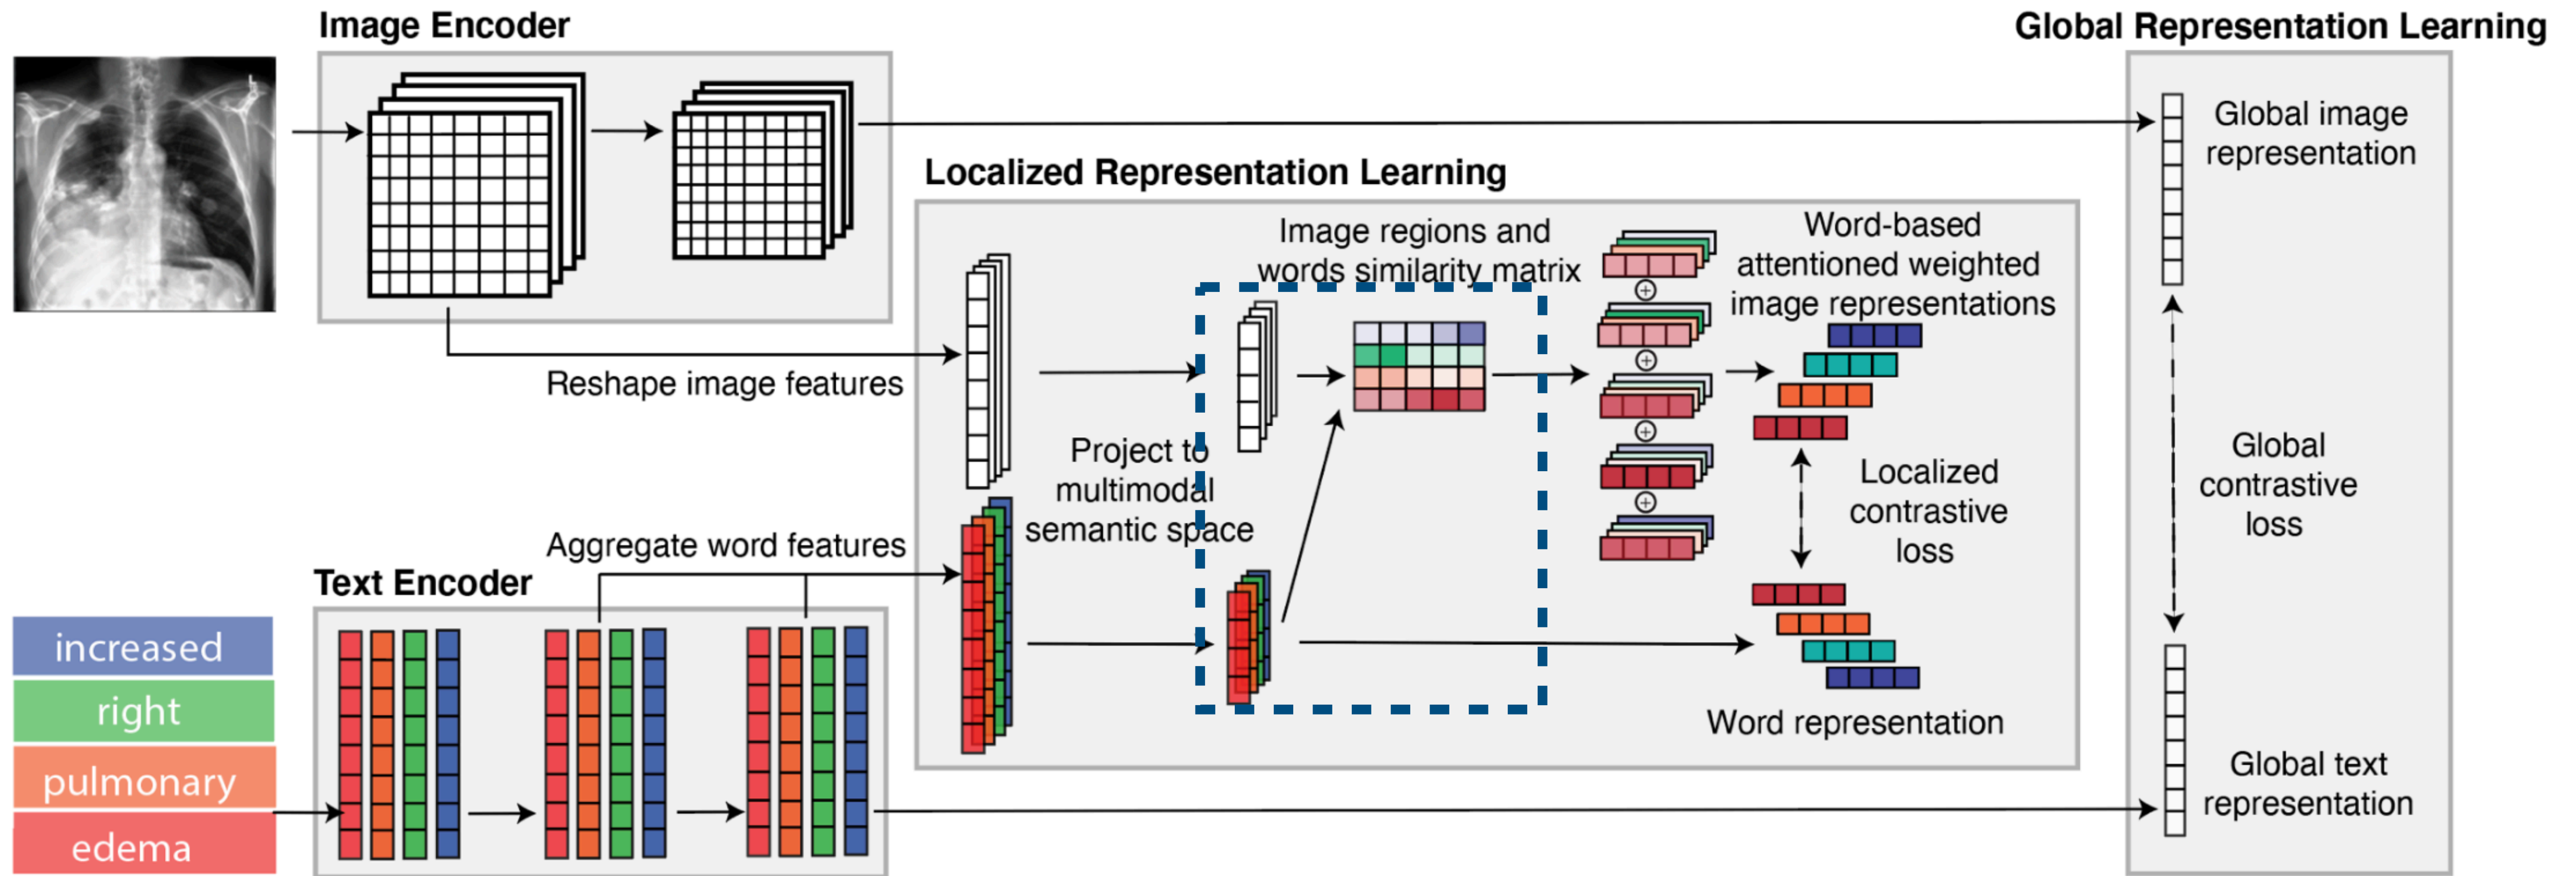 Image Encoder
Global Representation Learning
L
Global image
representation
Localized Representation Learning
Image regions and
words similarity matrix
Word-based
attentioned weighted
image representations
Reshape image features
Project to
multimodal
semantic space
Localized
contrastive
loss
Global
contrastive
loss
Aggregate word features
Text Encoder
increased
right
pulmonary
edema
Word representation
Global text
representation